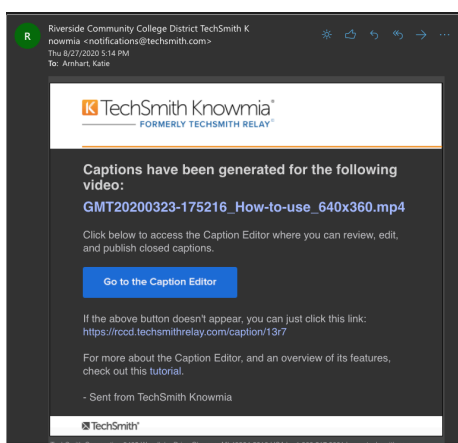 R
Riverside Community College District TechSmith K
nowmia <notifications@techsmith.com>
Thu 8/27/2020 5:14 PM
To: Arnhart, Katie
K TechSmith Knowmia®
FORMERLY TECHSMITH RELAY®
Captions have been generated for the following
video:
GMT20200323-175216_How-to-use_640x360.mp4
Click below to access the Caption Editor where you can review, edit,
and publish closed captions.
Go to the Caption Editor
If the above button doesn't appear, you can just click this link:
https://rccd.techsmithrelay.com/caption/13r7
For more about the Caption Editor, and an overview of its features,
check out this tutorial.
- Sent from TechSmith Knowmia
TechSmith®